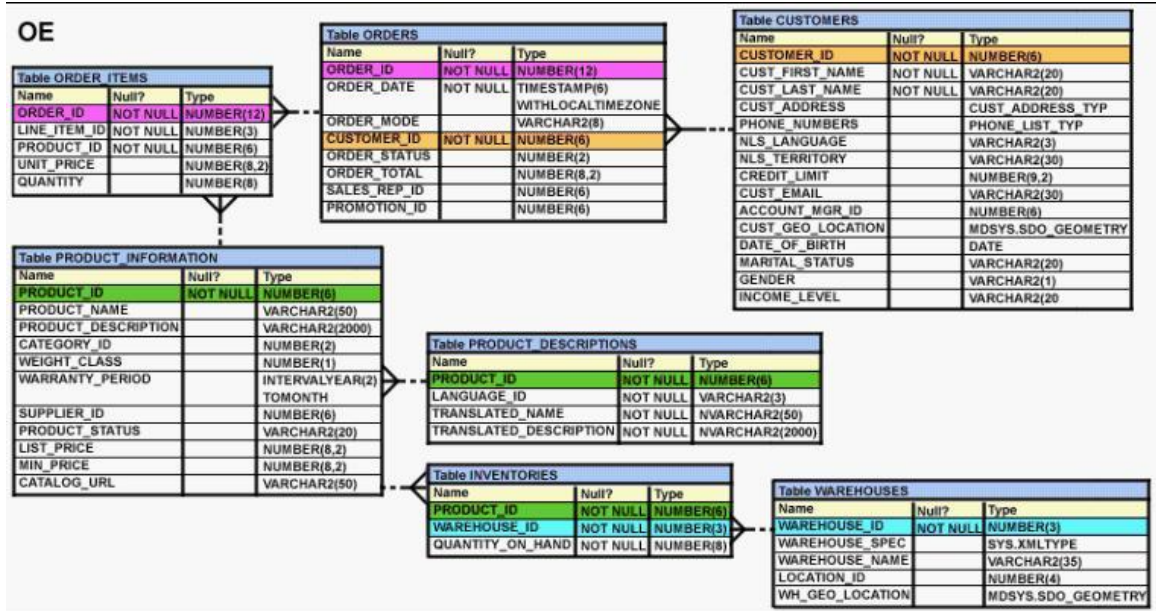 OE
Table ORDER_ITEMS
Name Null? Type
ORDER_ID NOT NULL NUMBER(12)
LINE_ITEM_ID NOT NULL NUMBER(3)
PRODUCT_ID NOT NULL NUMBER(6)
UNIT_PRICE NUMBER(8,2)
QUANTITY NUMBER(8)
Table ORDERS
Name Null? Type
ORDER_ID NOT NULL NUMBER(12)
ORDER_DATE NOT NULL TIMESTAMP(6)
WITHLOCALTIMEZONE
ORDER_MODE VARCHAR2(8)
CUSTOMER_ID NOT NULL NUMBER(6)
ORDER_STATUS NUMBER(2)
ORDER_TOTAL NUMBER(8,2)
SALES_REP_ID NUMBER(6)
PROMOTION_ID NUMBER(6)
Table CUSTOMERS
Name Null? Type
CUSTOMER_ID NOT NULL NUMBER(6)
CUST_FIRST_NAME NOT NULL VARCHAR2(20)
CUST_LAST_NAME NOT NULL VARCHAR2(20)
CUST_ADDRESS CUST_ADDRESS_TYP
PHONE_NUMBERS PHONE_LIST_TYP
NLS_LANGUAGE VARCHAR2(3)
NLS_TERRITORY VARCHAR2(30)
CREDIT_LIMIT NUMBER(9,2)
CUST_EMAIL VARCHAR2(30)
ACCOUNT_MGR_ID NUMBER(6)
CUST_GEO_LOCATION MDSYS.SDO_GEOMETRY
DATE_OF_BIRTH DATE
MARITAL_STATUS VARCHAR2(20)
GENDER VARCHAR2(1)
INCOME_LEVEL VARCHAR2(20
Table PRODUCT_INFORMATION
Name Null? Type
PRODUCT_ID NOT NULL NUMBER(6)
PRODUCT_NAME VARCHAR2(50)
PRODUCT_DESCRIPTION VARCHAR2(2000)
CATEGORY_ID NUMBER(2)
WEIGHT_CLASS NUMBER(1)
WARRANTY_PERIOD INTERVALYEAR(2)
TOMONTH
SUPPLIER_ID NUMBER(6)
PRODUCT_STATUS VARCHAR2(20)
LIST_PRICE NUMBER(8,2)
MIN_PRICE NUMBER(8,2)
CATALOG_URL VARCHAR2(50)
Table PRODUCT_DESCRIPTIONS
Name Null? Type
PRODUCT_ID NOT NULL NUMBER(6)
LANGUAGE_ID NOT NULL VARCHAR2(3)
TRANSLATED_NAME NOT NULL NVARCHAR2(50)
TRANSLATED_DESCRIPTION NOT NULL NVARCHAR2(2000)
Table INVENTORIES
Name Null? Type
PRODUCT_ID NOT NULL NUMBER(6)
WAREHOUSE_ID NOT NULL NUMBER(3)
QUANTITY_ON_HAND NOT NULL NUMBER(8)
Table WAREHOUSES
Name Null? Type
WAREHOUSE_ID NOT NULL NUMBER(3)
WAREHOUSE_SPEC SYS.XMLTYPE
WAREHOUSE_NAME VARCHAR2(35)
LOCATION_ID NUMBER(4)
WH_GEO_LOCATION MDSYS.SDO_GEOMETRY